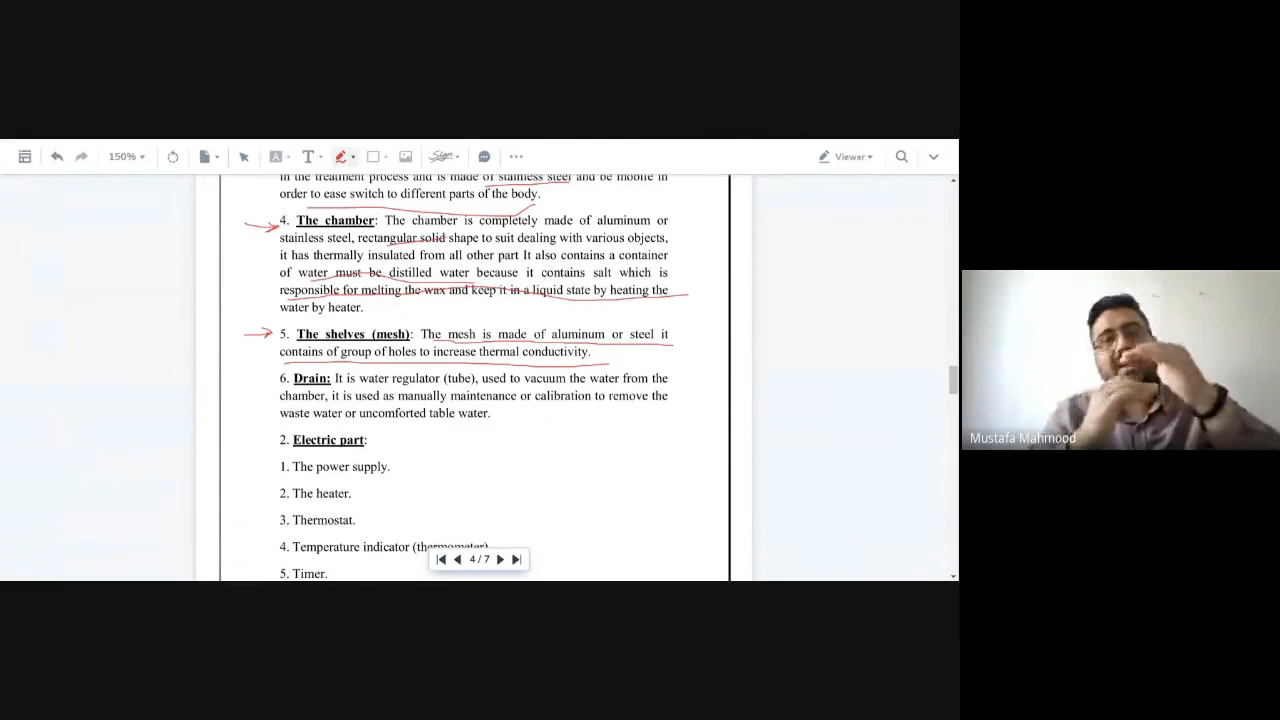 150%
T
A
Sign
Viewer
in the treatment process and is made of stainless steel and be mobile in
order to ease switch to different parts of the body.
4. The chamber: The chamber is completely made of aluminum or
stainless steel, rectangular solid shape to suit dealing with various objects,
it has thermally insulated from all other part It also contains a container
of water must be distilled water because it contains salt which is
responsible for melting the wax and keep it in a liquid state by heating the
water by heater.
5. The shelves (mesh): The mesh is made of aluminum or steel it
contains of group of holes to increase thermal conductivity.
6. Drain: It is water regulator (tube), used to vacuum the water from the
chamber, it is used as manually maintenance or calibration to remove the
waste water or uncomforted table water.
2. Electric part:
1. The power supply.
2. The heater.
3. Thermostat.
4. Temperature indicator (thermometer)
4 / 7
5. Timer.
Mustafa Mahmood